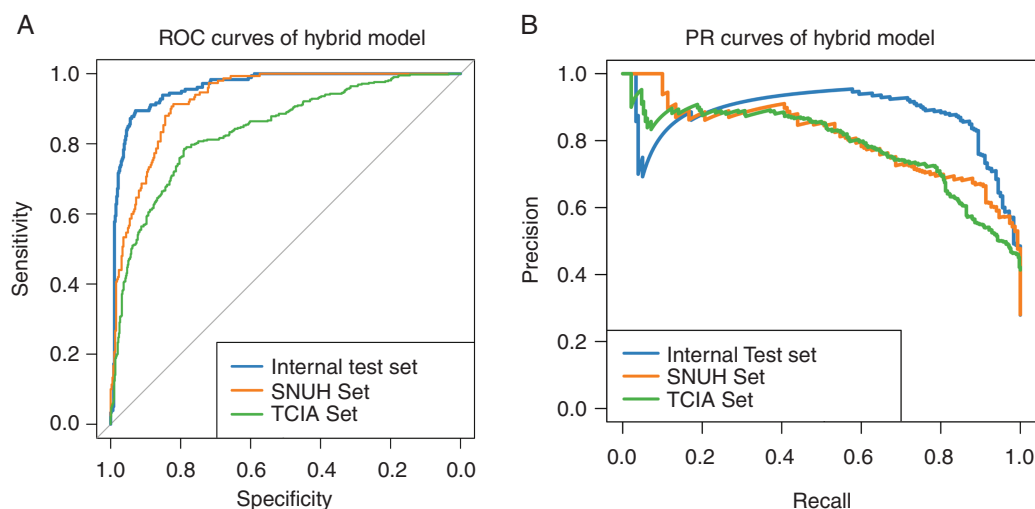 A
ROC curves of hybrid model
1.0
0.8
0.6
0.4
0.2
0.0
Sensitivity
Internal test set
SNUH Set
TCIA Set
1.0 0.8 0.6 0.4 0.2 0.0
Specificity
B
PR curves of hybrid model
1.0
0.8
0.6
0.4
0.2
0.0
Precision
Internal Test set
SNUH Set
TCIA Set
0.0 0.2 0.4 0.6 0.8 1.0
Recall